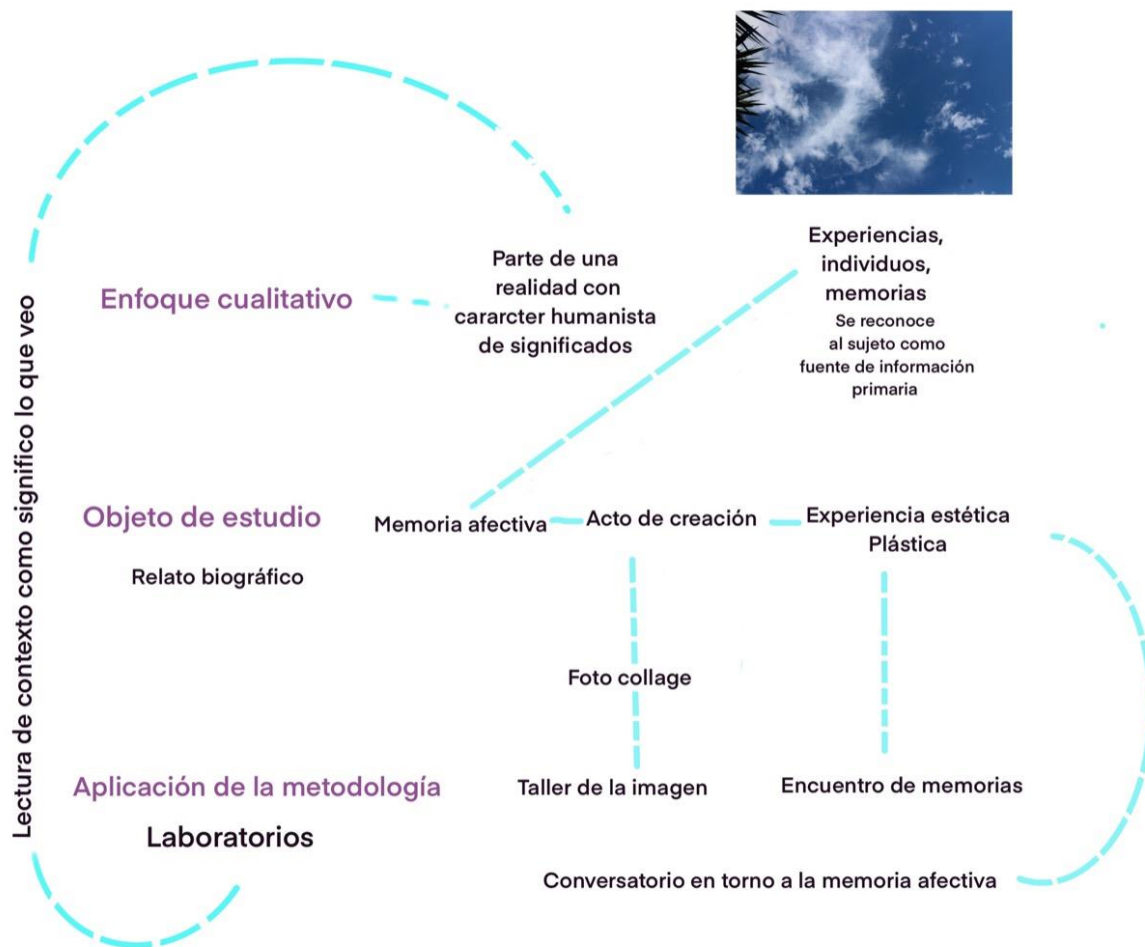 Lectura de contexto como significo lo que veo
Enfoque cualitativo
Parte de una
realidad con
cararcter humanista
de significados
Experiencias,
individuos,
memorias
Se reconoce
al sujeto como
fuente de información
primaria
Objeto de estudio
Relato biográfico
Memoria afectiva
Acto de creación
Experiencia estética
Plástica
Foto collage
Aplicación de la metodología
Laboratorios
Taller de la imagen
Encuentro de memorias
Conversatorio en torno a la memoria afectiva